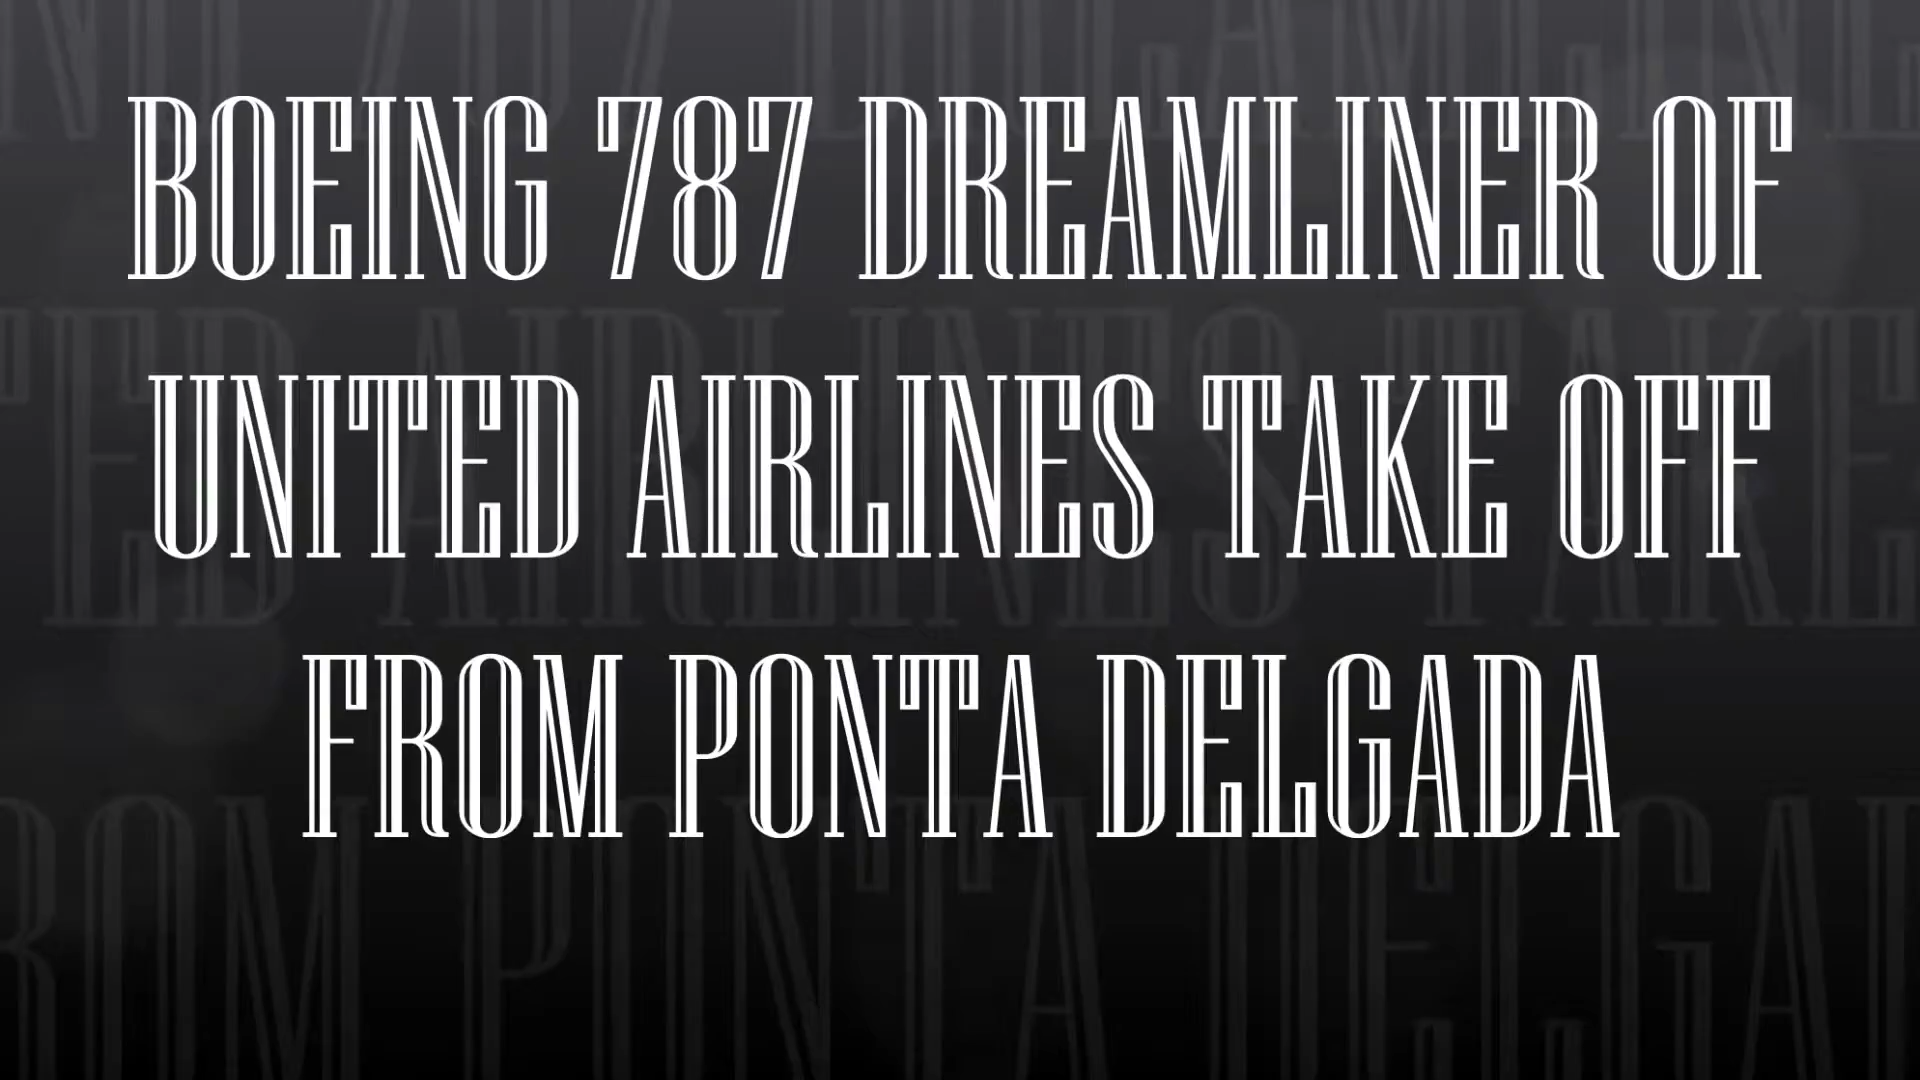 BOEING 787 DREAMLINER OF
UNITED AIRLINES TAKE OFF
FROM PONTA DELGADA